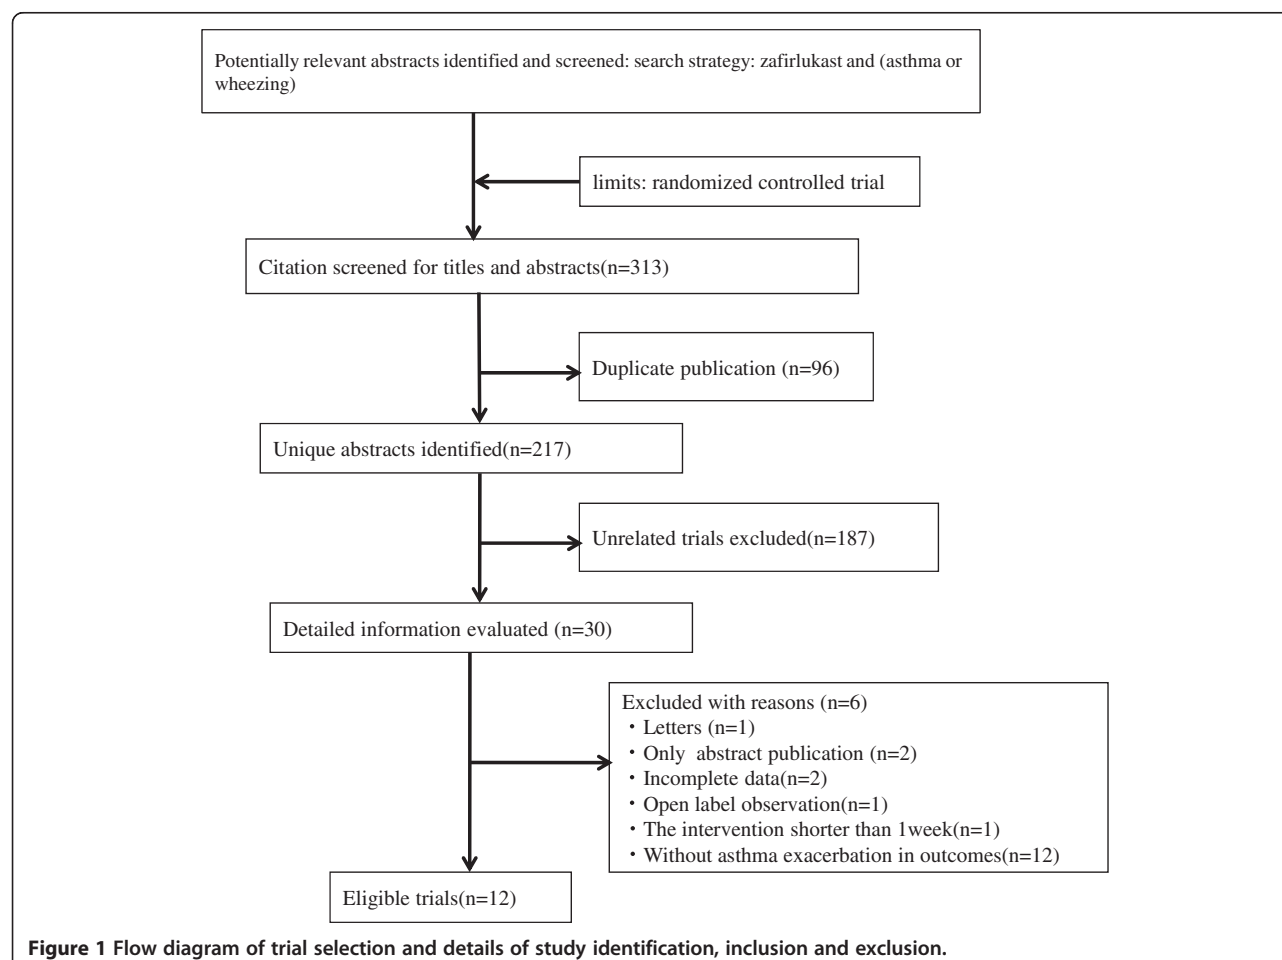 Potentially relevant abstracts identified and screened: search strategy: zafirlukast and (asthma or
wheezing)
limits: randomized controlled trial
Citation screened for titles and abstracts(n=313)
Duplicate publication (n=96)
Unique abstracts identified(n=217)
Unrelated trials excluded(n=187)
Detailed information evaluated (n=30)
Excluded with reasons (n=6)
・Letters (n=1)
・Only abstract publication (n=2)
・Incomplete data(n=2)
・Open label observation(n=1)
・The intervention shorter than 1week(n=1)
・Without asthma exacerbation in outcomes(n=12)
Eligible trials(n=12)
Figure 1 Flow diagram of trial selection and details of study identification, inclusion and exclusion.